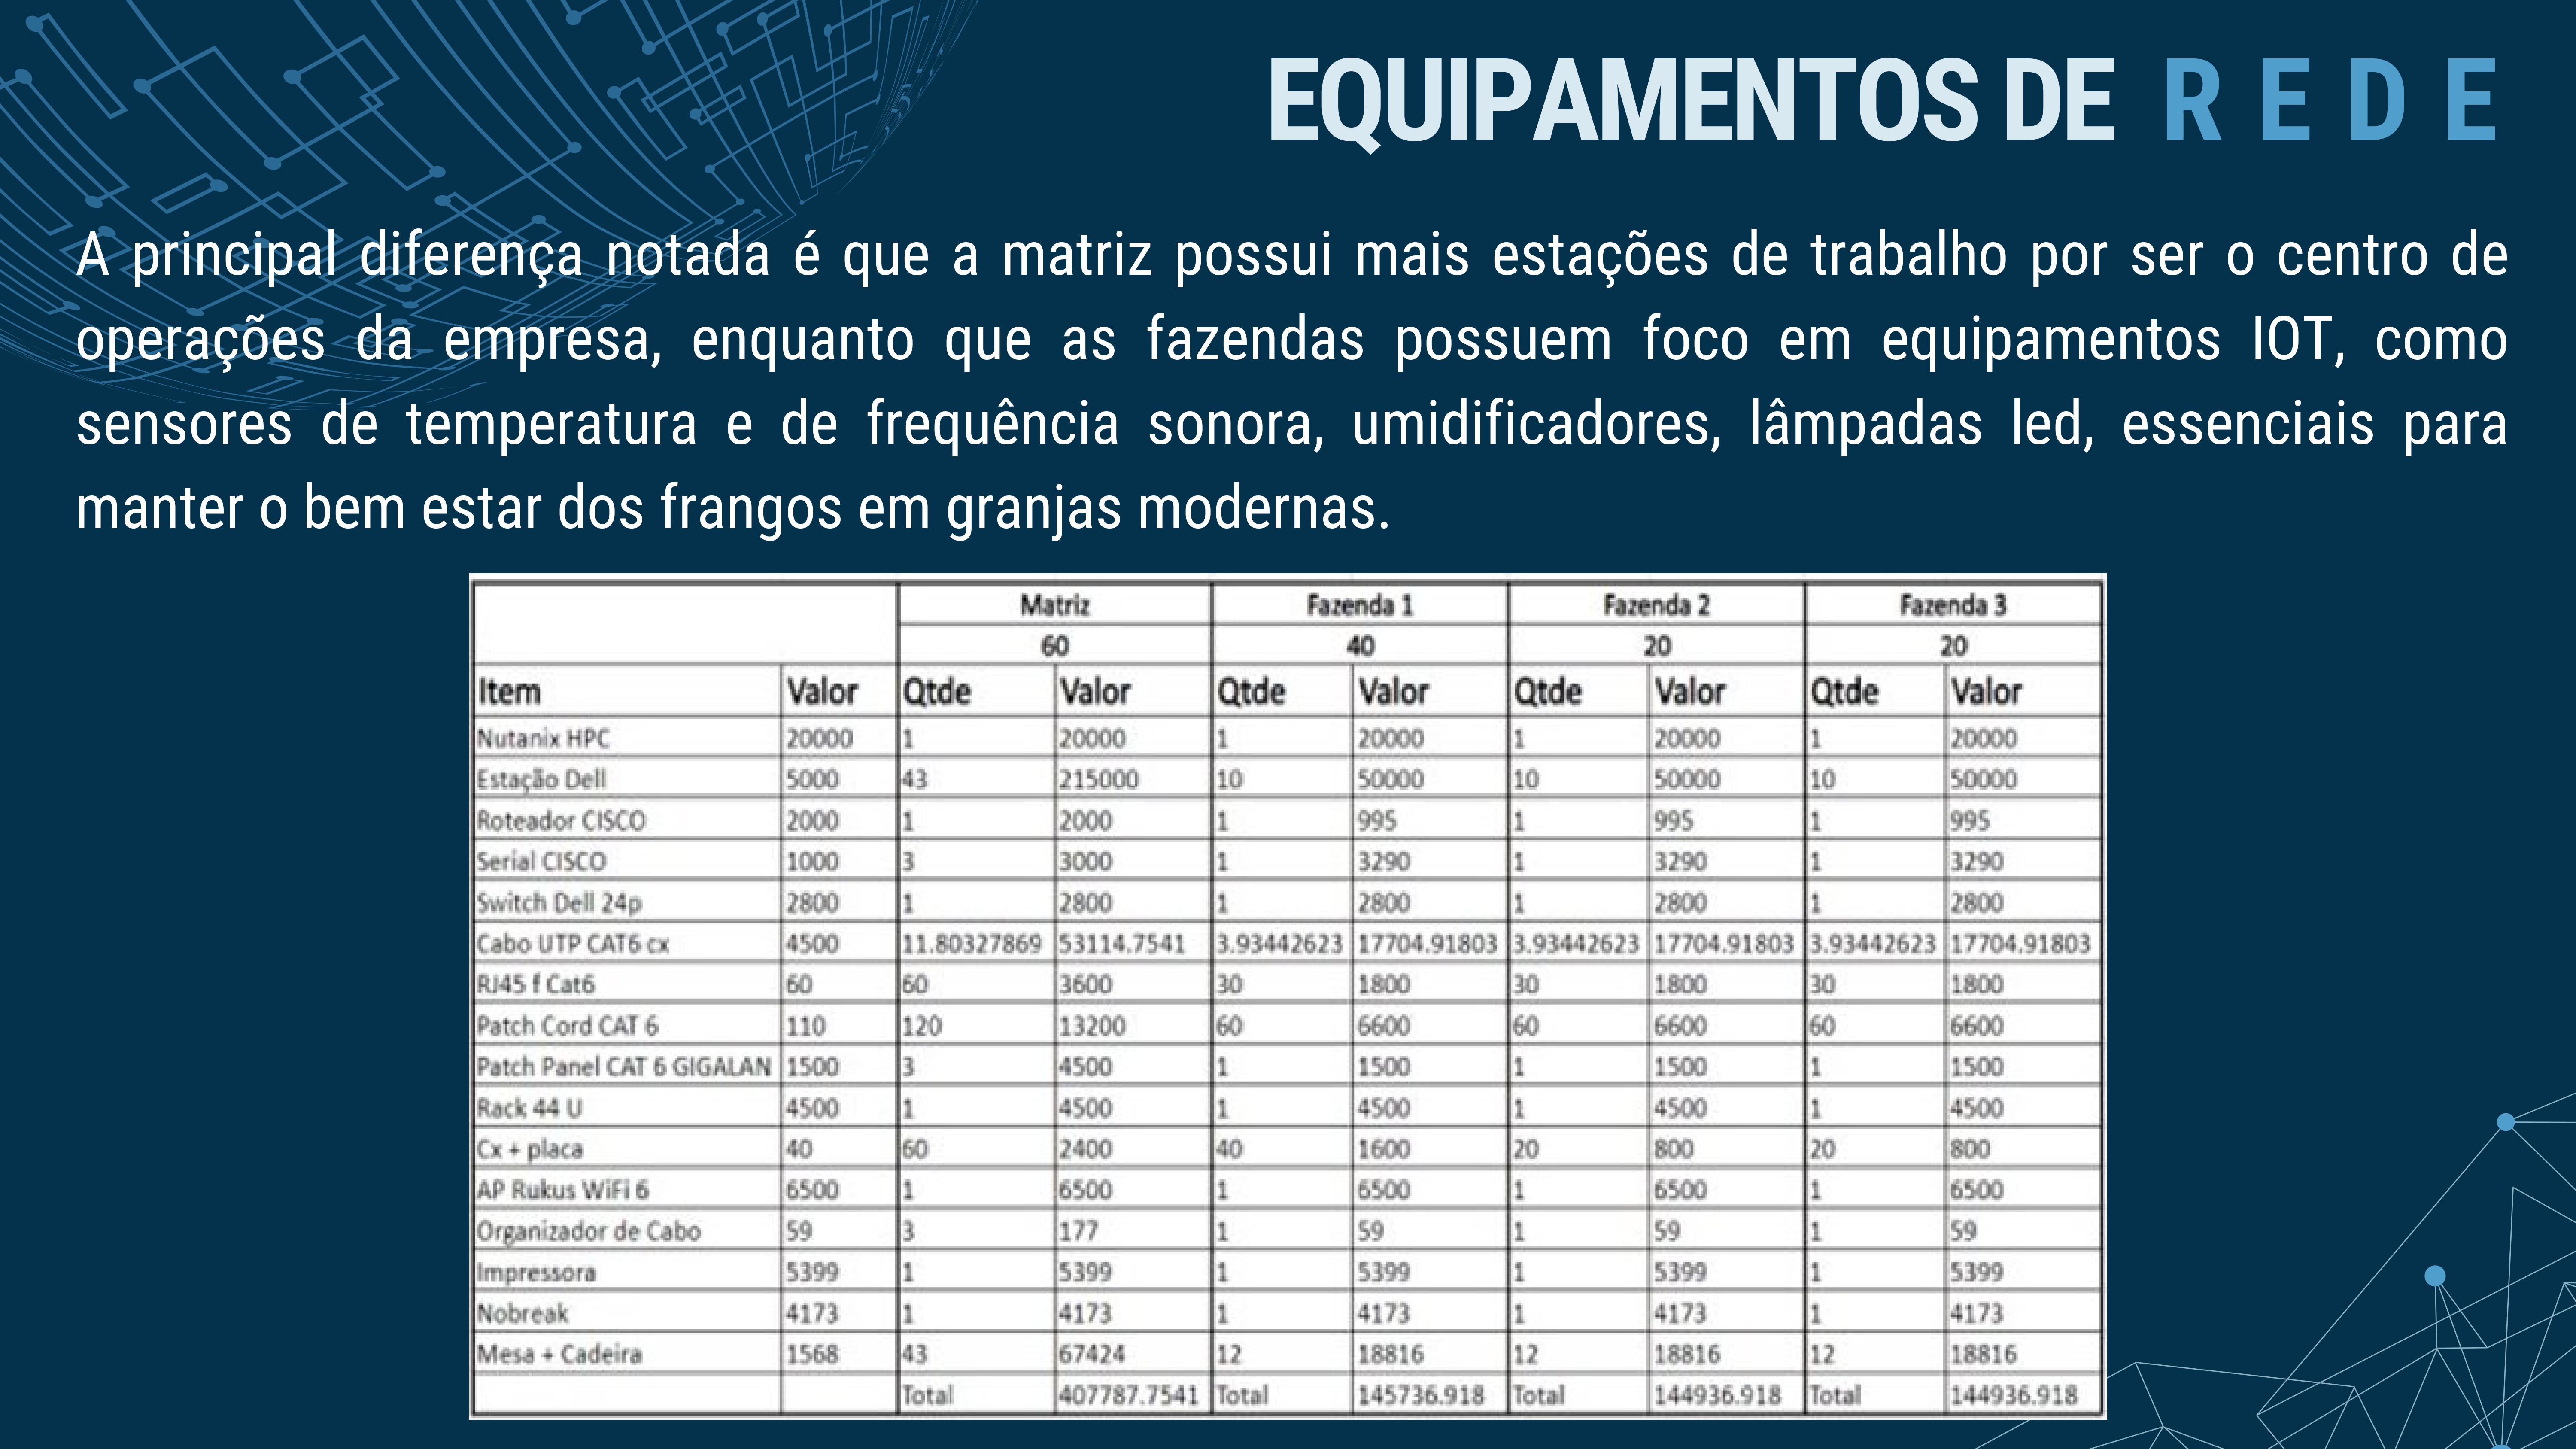 EQUIPAMENTOS DE REDE
A principal diferença notada é que a matriz possui mais estações de trabalho por ser o centro de
operações da empresa, enquanto que as fazendas possuem foco em equipamentos IOT, como
sensores de temperatura e de frequência sonora, umidificadores, lâmpadas led, essenciais para
manter o bem estar dos frangos em granjas modernas.
Matriz Fazenda 1 Fazenda 2 Fazenda 3
60 40 20 20
Item Valor Qtde Valor Qtde Valor Qtde Valor Qtde Valor
Nutanix HPC 20000 1 20000 1 20000 1 20000 1 20000
Estação Dell 5000 43 215000 10 50000 10 50000 10 50000
Roteador CISCO 2000 1 2000 1 995 1 995 1 995
Serial CISCO 1000 3 3000 1 3290 1 3290 1 3290
Switch Dell 24p 2800 1 2800 1 2800 1 2800 1 2800
Cabo UTP CAT6 cx 4500 11.80327869 53114.7541 3.93442623 17704.91803 3.93442623 17704.91803 3.93442623 17704.91803
RJ45 f Cat6 60 60 3600 30 1800 30 1800 30 1800
Patch Cord CAT 6 110 120 13200 60 6600 60 6600 60 6600
Patch Panel CAT 6 GIGALAN 1500 3 4500 1 1500 1 1500 1 1500
Rack 44 U 4500 1 4500 1 4500 1 4500 1 4500
Cx + placa 40 60 2400 40 1600 20 800 20 800
AP Rukus WiFi 6 6500 1 6500 1 6500 1 6500 1 6500
Organizador de Cabo 59 3 177 1 59 1 59 1 59
Impressora 5399 1 5399 1 5399 1 5399 1 5399
Nobreak 4173 1 4173 1 4173 1 4173 1 4173
Mesa + Cadeira 1568 43 67424 12 18816 12 18816 12 18816
Total 407787.7541 Total 145736.918 Total 144936.918 Total 144936.918